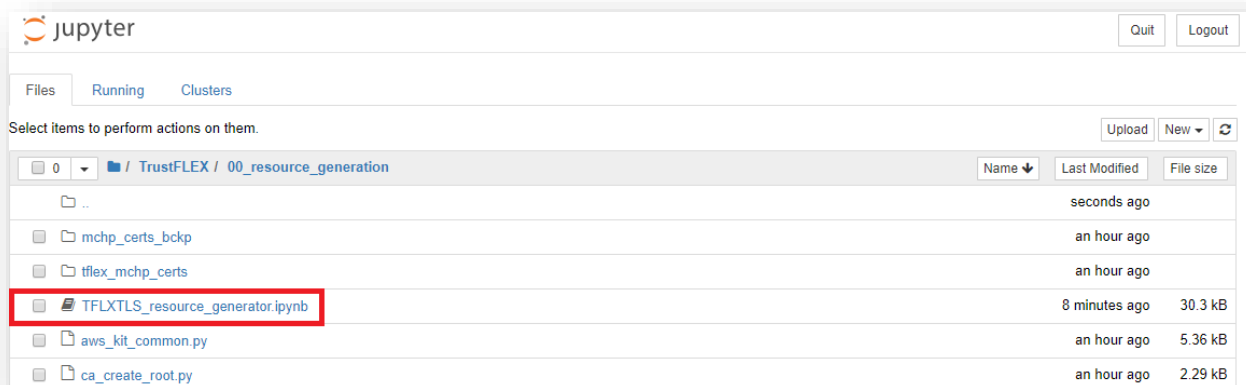 jupyter
Quit Logout
Files Running Clusters
Select items to perform actions on them.
Upload New
0 / TrustFLEX / 00_resource_generation Name Last Modified File size
.. seconds ago
mchp_certs_bckp an hour ago
tflex_mchp_certs an hour ago
TFLXTLS_resource_generator.ipynb 8 minutes ago 30.3 kB
aws_kit_common.py an hour ago 5.36 kB
ca_create_root.py an hour ago 2.29 kB